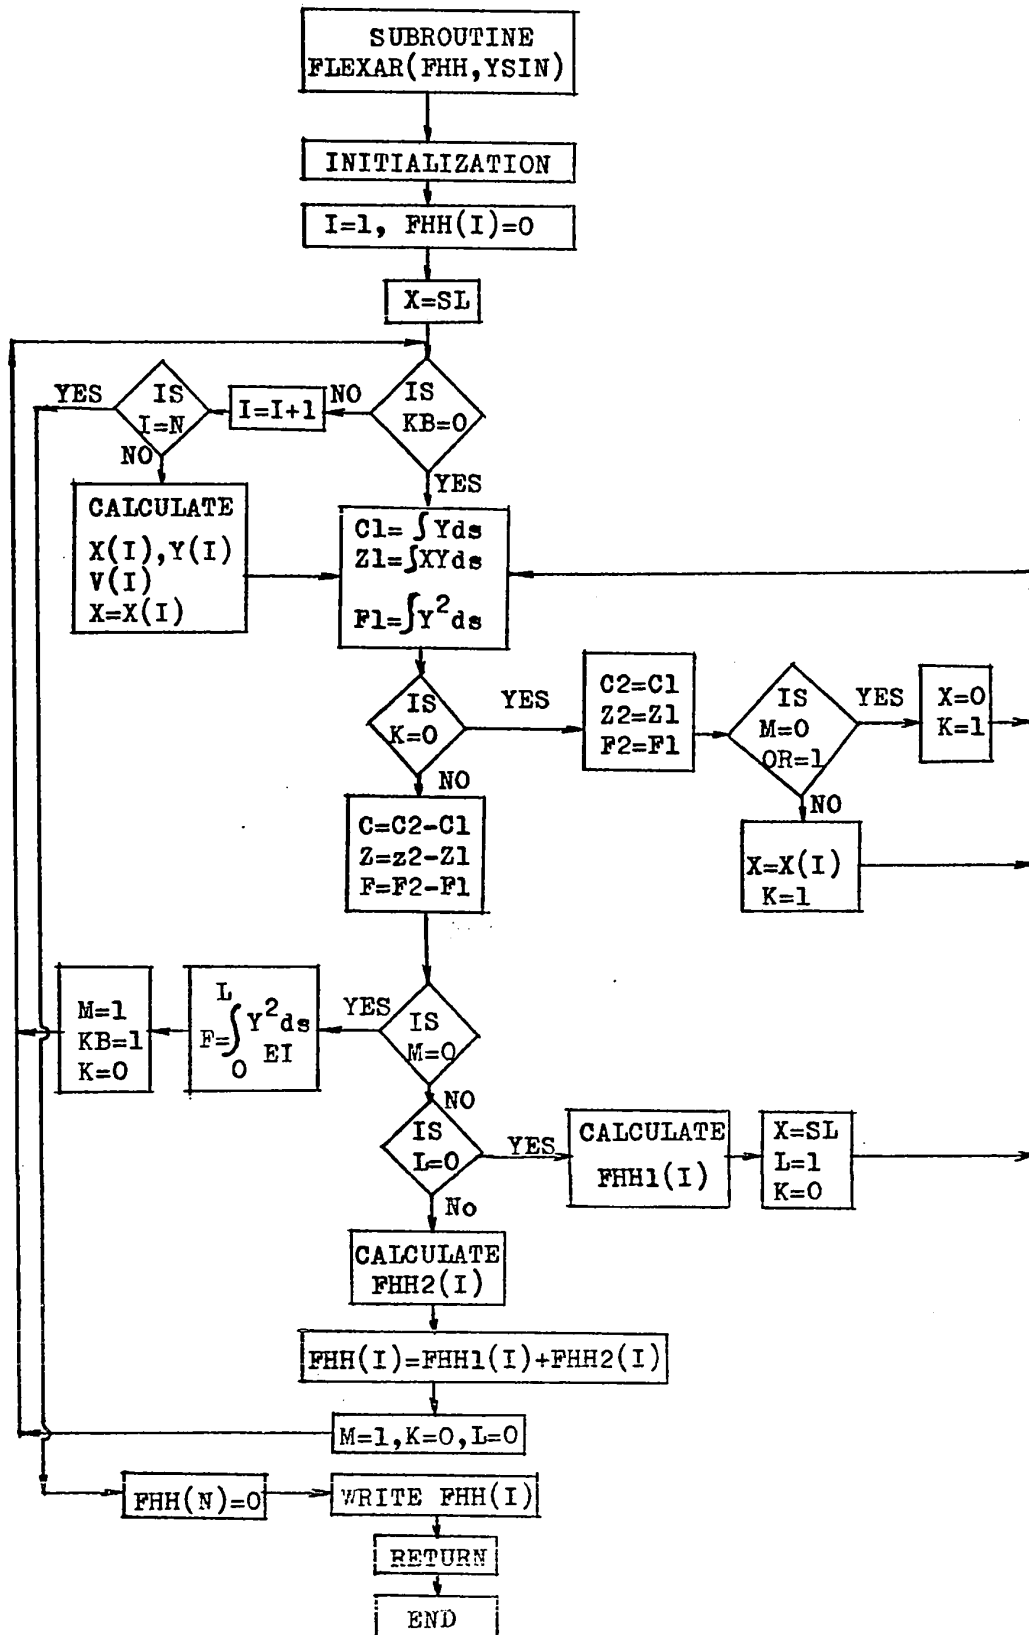 SUBROUTINE
FLEXAR(FHH,YSIN)
INITIALIZATION
I=1, FHH(I)=0
X=SL
IS
KB=0
NO
I=I+1
IS
I=N
YES
NO
CALCULATE
X(I),Y(I)
V(I)
X=X(I)
YES
C1=∫Yds
Z1=∫XYds
F1=∫Y²ds
IS
K=0
YES
C2=C1
Z2=Z1
F2=F1
IS
M=0
OR=1
YES
X=0
K=1
NO
X=X(I)
K=1
NO
C=C2-C1
Z=z2-Z1
F=F2-F1
IS
M=0
YES
L
F=∫Y²ds
O EI
M=1
KB=1
K=0
NO
IS
L=0
YES
CALCULATE
FHH1(I)
X=SL
L=1
K=0
No
CALCULATE
FHH2(I)
FHH(I)=FHH1(I)+FHH2(I)
M=1,K=0,L=0
FHH(N)=0
WRITE FHH(I)
RETURN
END